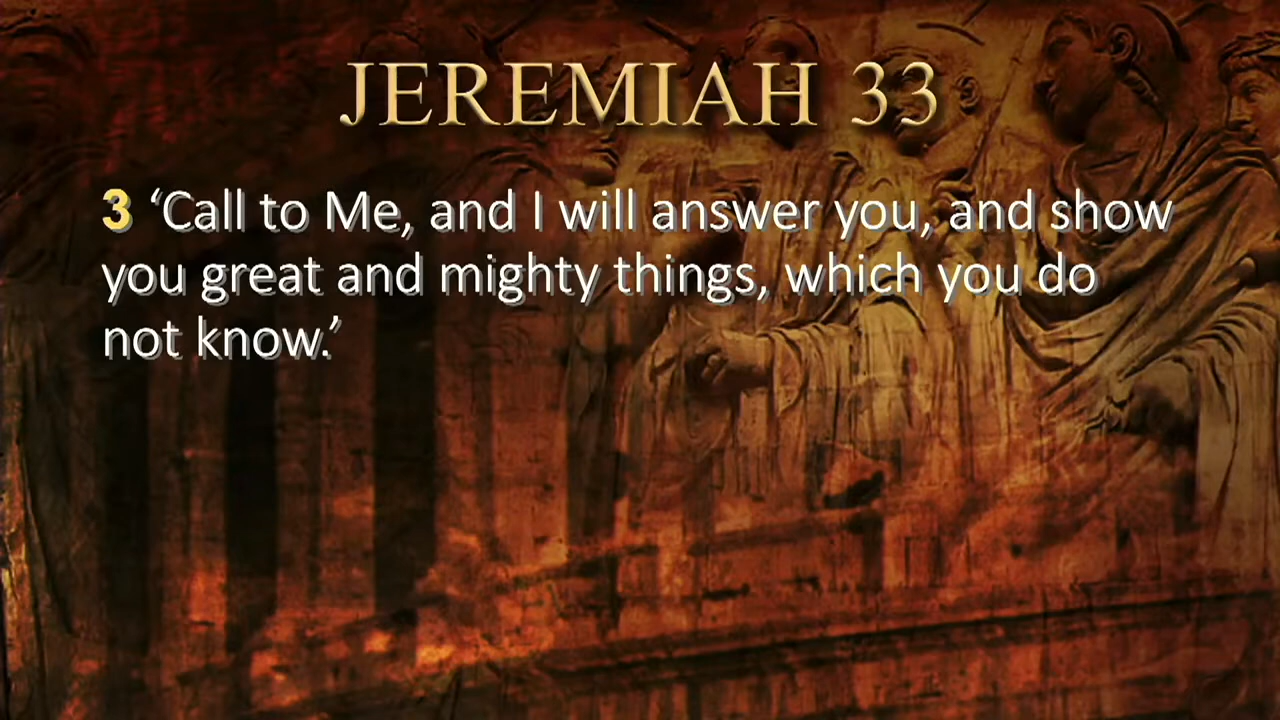 JEREMIAH 33
3 ‘Call to Me, and I will answer you, and show
you great and mighty things, which you do
not know.’